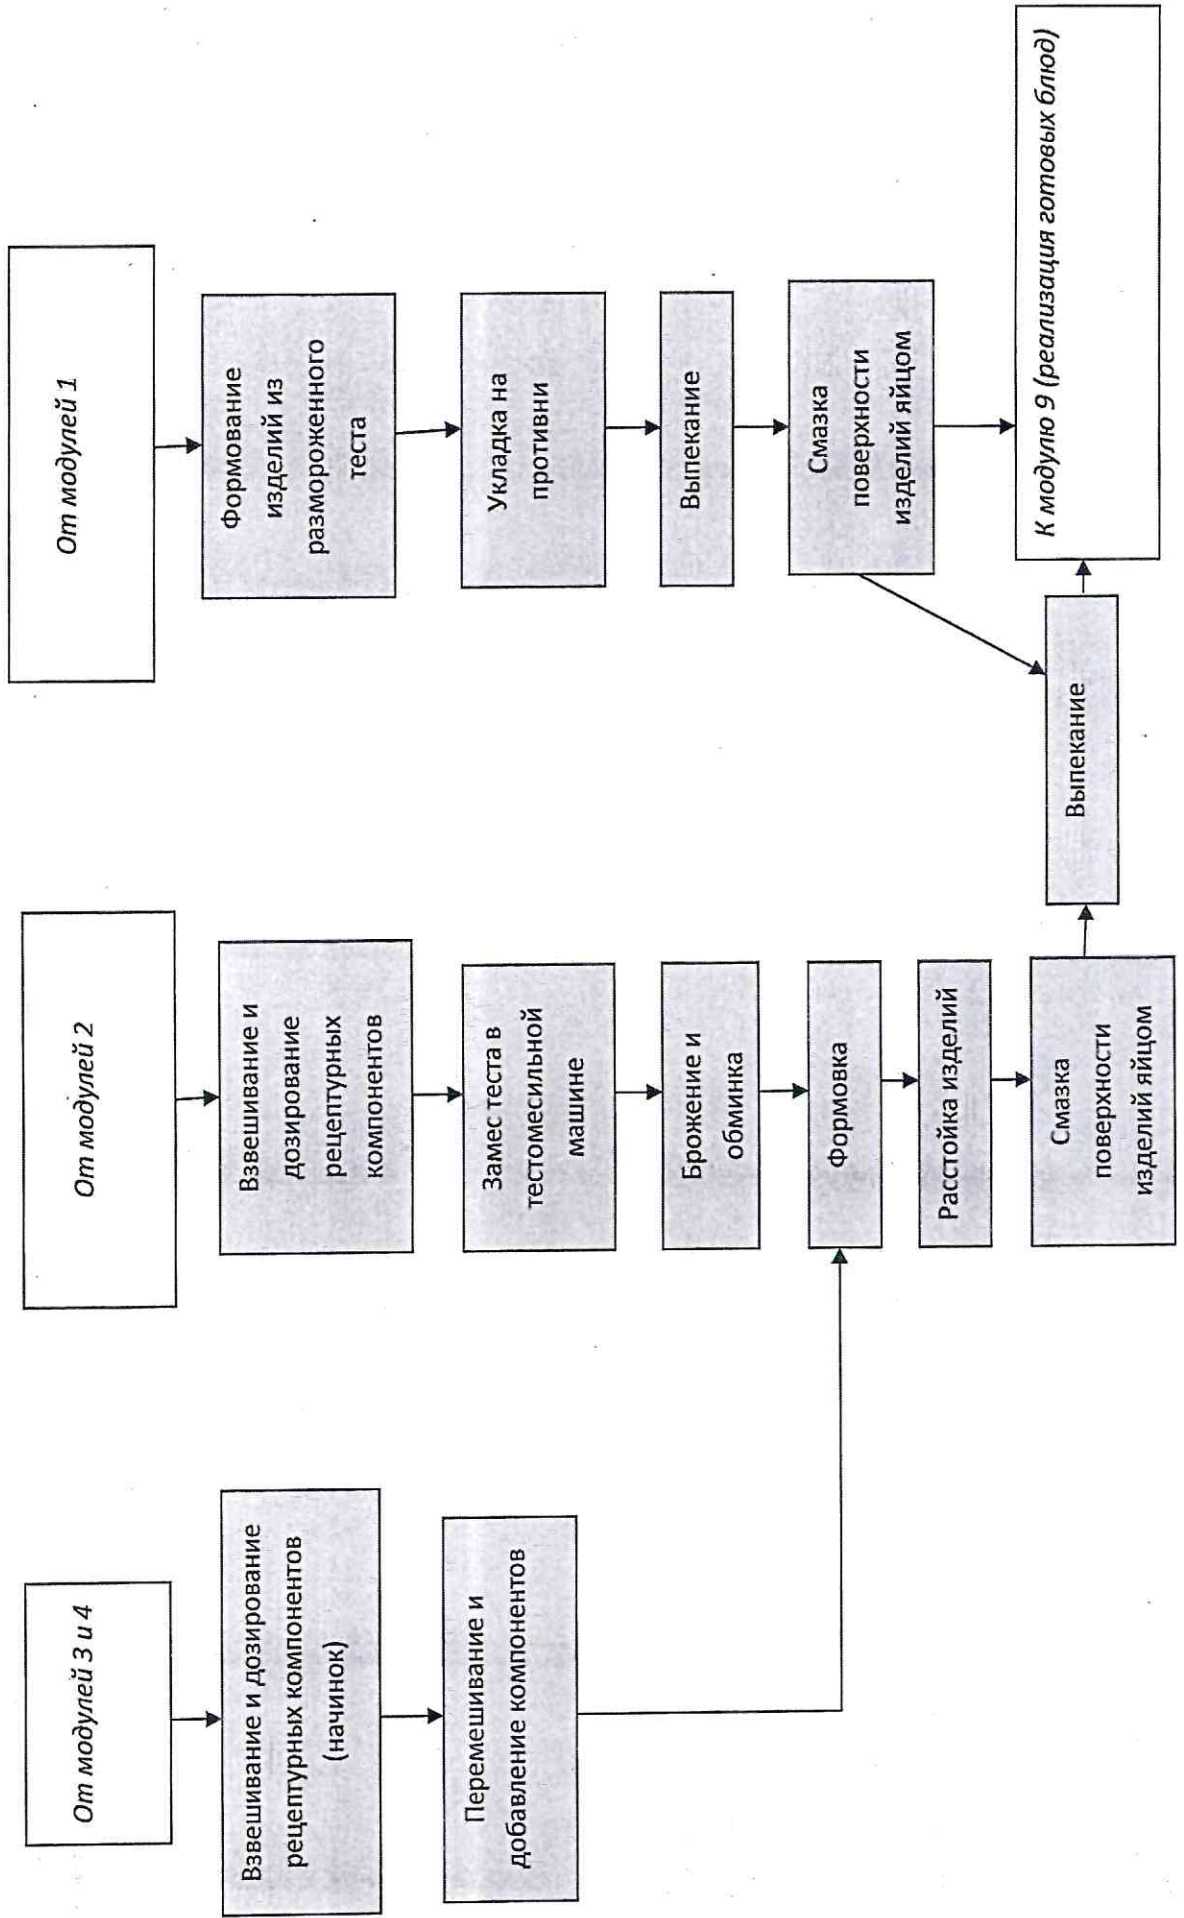 От модулей 3 и 4
Взвешивание и дозирование
рецептурных компонентов
(начинок)
Перемешивание и
добавление компонентов
От модулей 2
Взвешивание и
дозирование
рецептурных
компонентов
Замес теста в
тестомесильной
машине
Брожение и
обминка
Формовка
Расстойка изделий
Смазка
поверхности
изделий яйцом
Выпекание
От модулей 1
Формование
изделий из
размороженного
теста
Укладка на
противни
Выпекание
Смазка
поверхности
изделий яйцом
К модулю 9 (реализация готовых блюд)